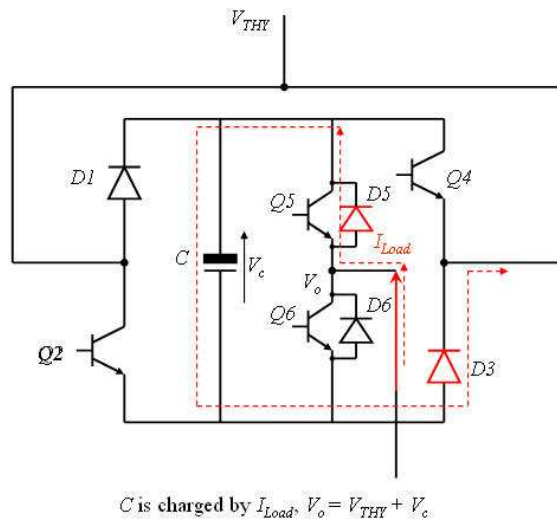 V_THY
D1
Q5
D5
Q4
C
V_c
I_Load
V_o
Q6
D6
Q2
D3
C is charged by I_Load, V_o = V_THY + V_c